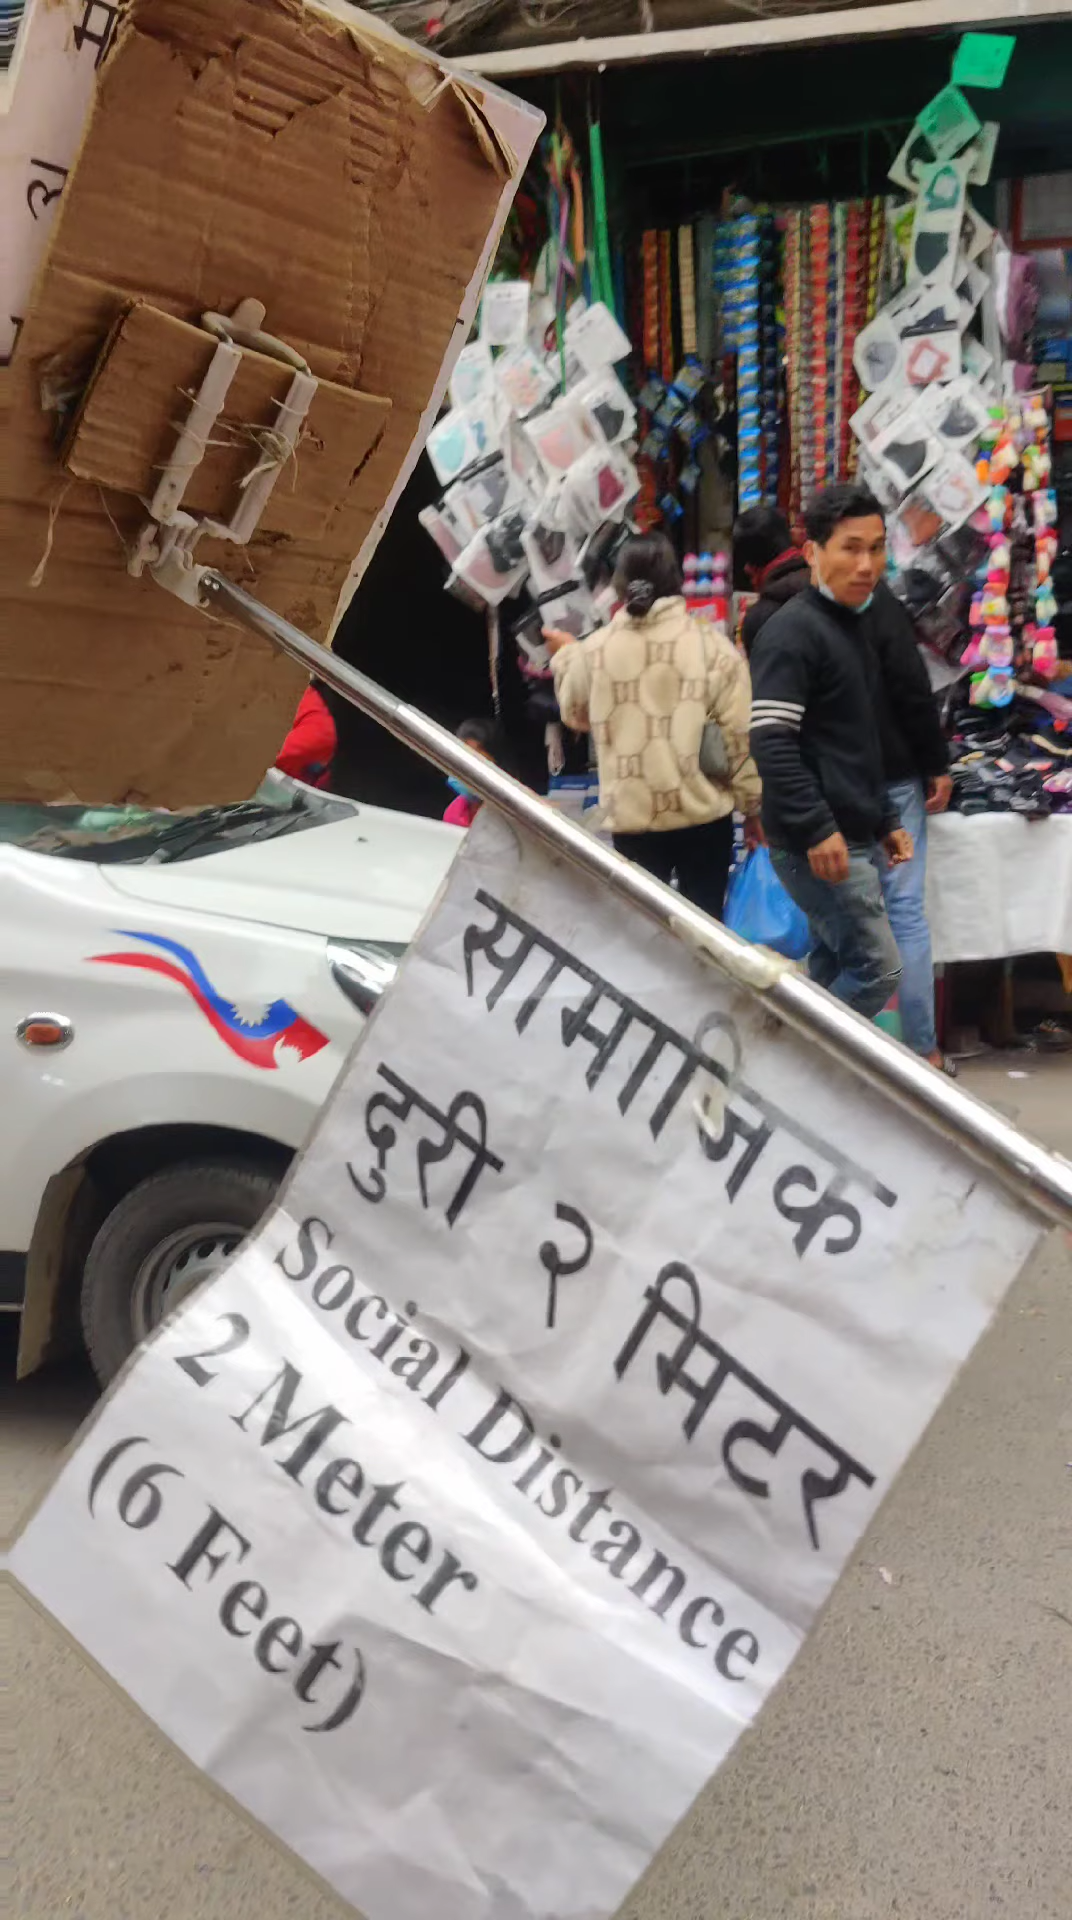 सामाजिक
दुरी २ मिटर
Social Distance
2 Meter
(6 Feet)